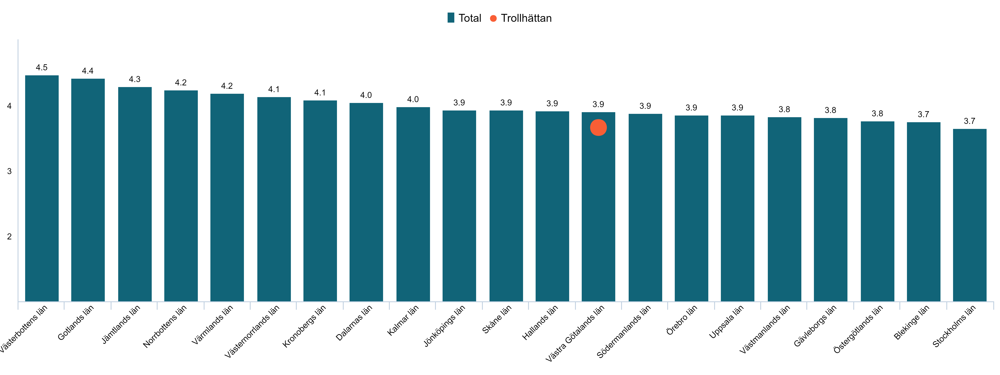 Total Trollhättan
4.5 4.4 4.3 4.2 4.2 4.1 4.1 4.0 4.0 3.9 3.9 3.9 3.9 3.9 3.9 3.9 3.8 3.8 3.8 3.7 3.7
4
3
2
Västerbottens län
Gotlands län
Jämtlands län
Norrbottens län
Värmlands län
Västernorrlands län
Kronobergs län
Dalarnas län
Kalmar län
Jönköpings län
Skåne län
Hallands län
Västra Götalands län
Södermanlands län
Örebro län
Uppsala län
Västmanlands län
Gävleborgs län
Östergötlands län
Blekinge län
Stockholms län